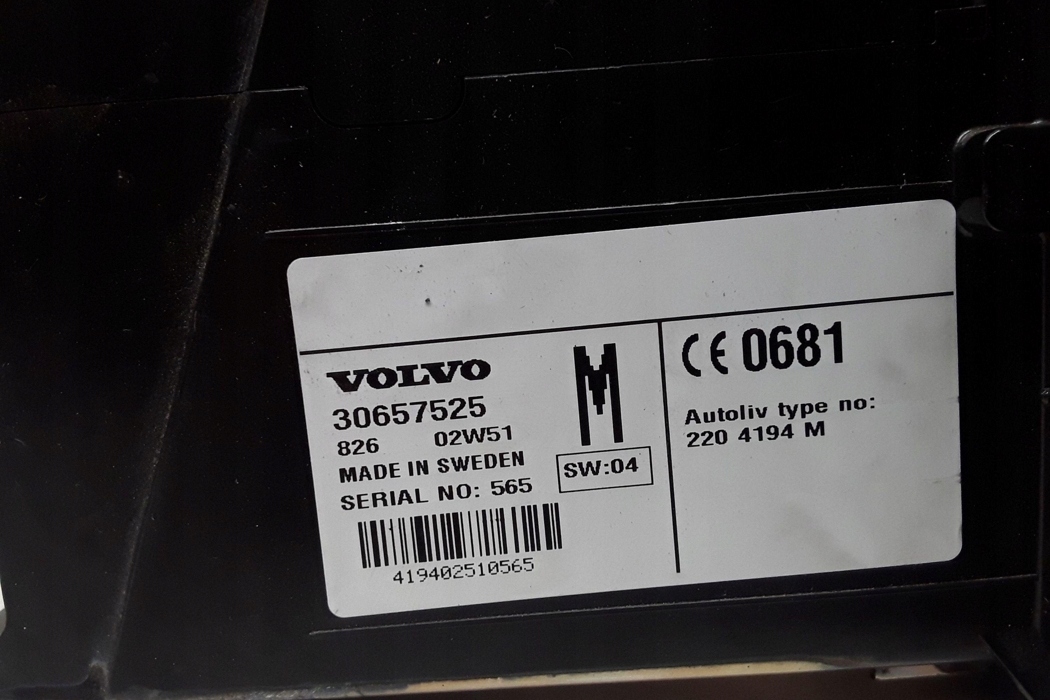 VOLVO
30657525
826 02W51
MADE IN SWEDEN
SERIAL NO: 565
419402510565
M
SW:04
CE 0681
Autoliv type no:
220 4194 M